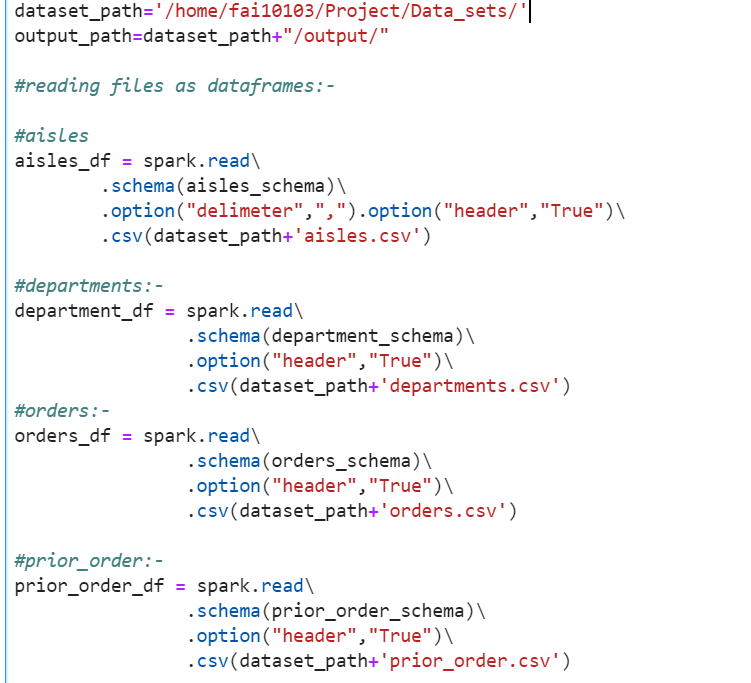 dataset_path='/home/fai10103/Project/Data_sets/'
output_path=dataset_path+"/output/"
#reading files as dataframes:-
#aisles
aisles_df = spark.read\
.schema(aisles_schema)\
.option("delimeter",",").option("header","True")\
.csv(dataset_path+'aisles.csv')
#departments:-
department_df = spark.read\
.schema(department_schema)\
.option("header","True")\
.csv(dataset_path+'departments.csv')
#orders:-
orders_df = spark.read\
.schema(orders_schema)\
.option("header","True")\
.csv(dataset_path+'orders.csv')
#prior_order:-
prior_order_df = spark.read\
.schema(prior_order_schema)\
.option("header","True")\
.csv(dataset_path+'prior_order.csv')